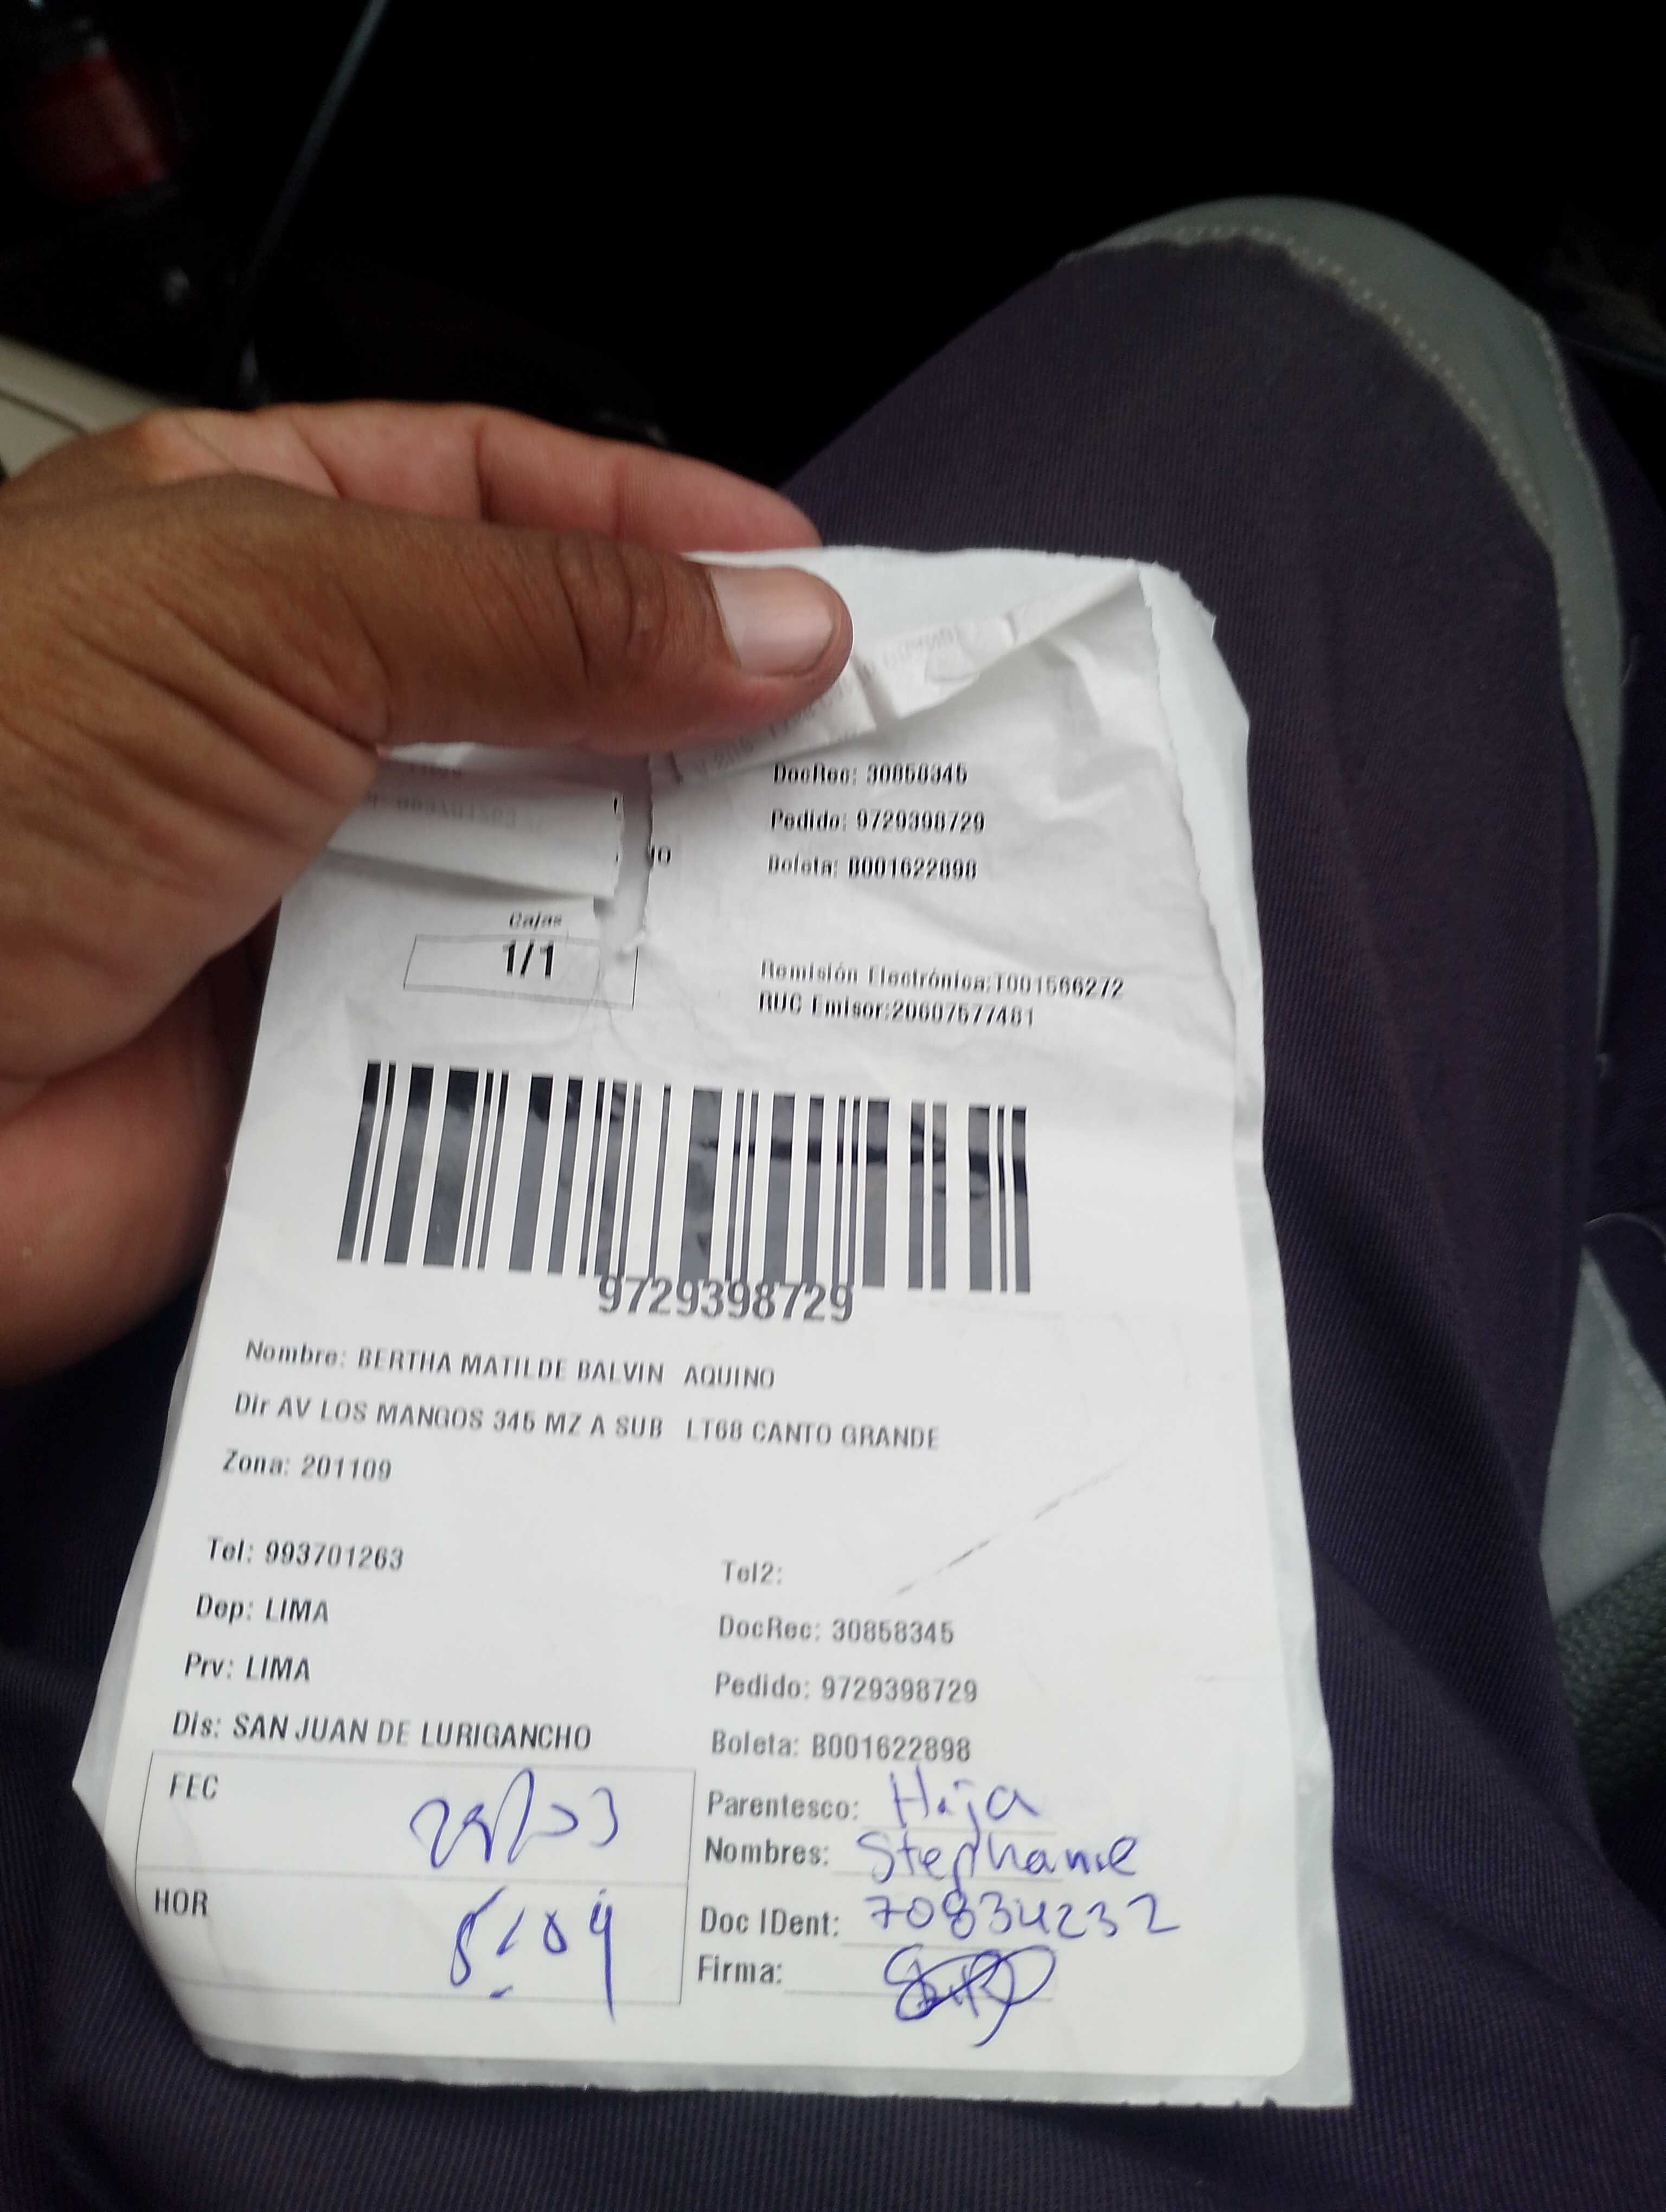 DocRec: 30858345
Pedido: 9729398729
Boleta: B001622898
NO
Cajas
1/1
Remisión Electrónica:T001566272
RUC Emisor:20607577481
9729398729
Nombre: BERTHA MATILDE BALVIN AQUINO
Dir AV LOS MANGOS 345 MZ A SUB LT68 CANTO GRANDE
Zona: 201109
Tel: 993701263
Tel2:
Dep: LIMA
DocRec: 30858345
Prv: LIMA
Pedido: 9729398729
Dis: SAN JUAN DE LURIGANCHO
Boleta: B001622898
FEC
Parentesco: Hija
Nombres: Stephanie
HOR
Doc IDent: 70834232
Firma: